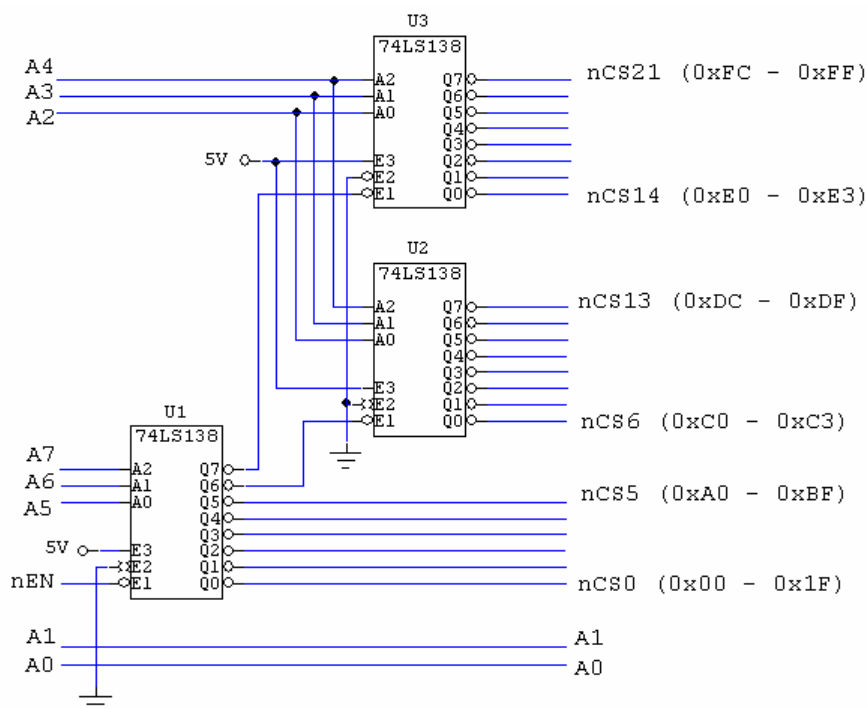 U3
74LS138
A4
A3
A2
A2 Q7
A1 Q6
A0 Q5
Q4
Q3
E3 Q2
E2 Q1
E1 Q0
5V
nCS21 (0xFC - 0xFF)
nCS14 (0xE0 - 0xE3)
U2
74LS138
A2 Q7
A1 Q6
A0 Q5
Q4
Q3
E3 Q2
E2 Q1
E1 Q0
nCS13 (0xDC - 0xDF)
nCS6 (0xC0 - 0xC3)
U1
74LS138
A7
A6
A5
A2 Q7
A1 Q6
A0 Q5
Q4
Q3
E3 Q2
E2 Q1
E1 Q0
5V
nEN
nCS5 (0xA0 - 0xBF)
nCS0 (0x00 - 0x1F)
A1 A1
A0 A0